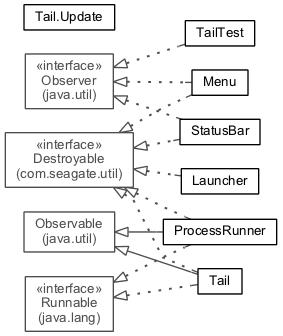 Tail.Update
TailTest
«interface»
Observer
(java.util)
Menu
StatusBar
«interface»
Destroyable
(com.seagate.util)
Launcher
Observable
(java.util)
ProcessRunner
Tail
«interface»
Runnable
(java.lang)